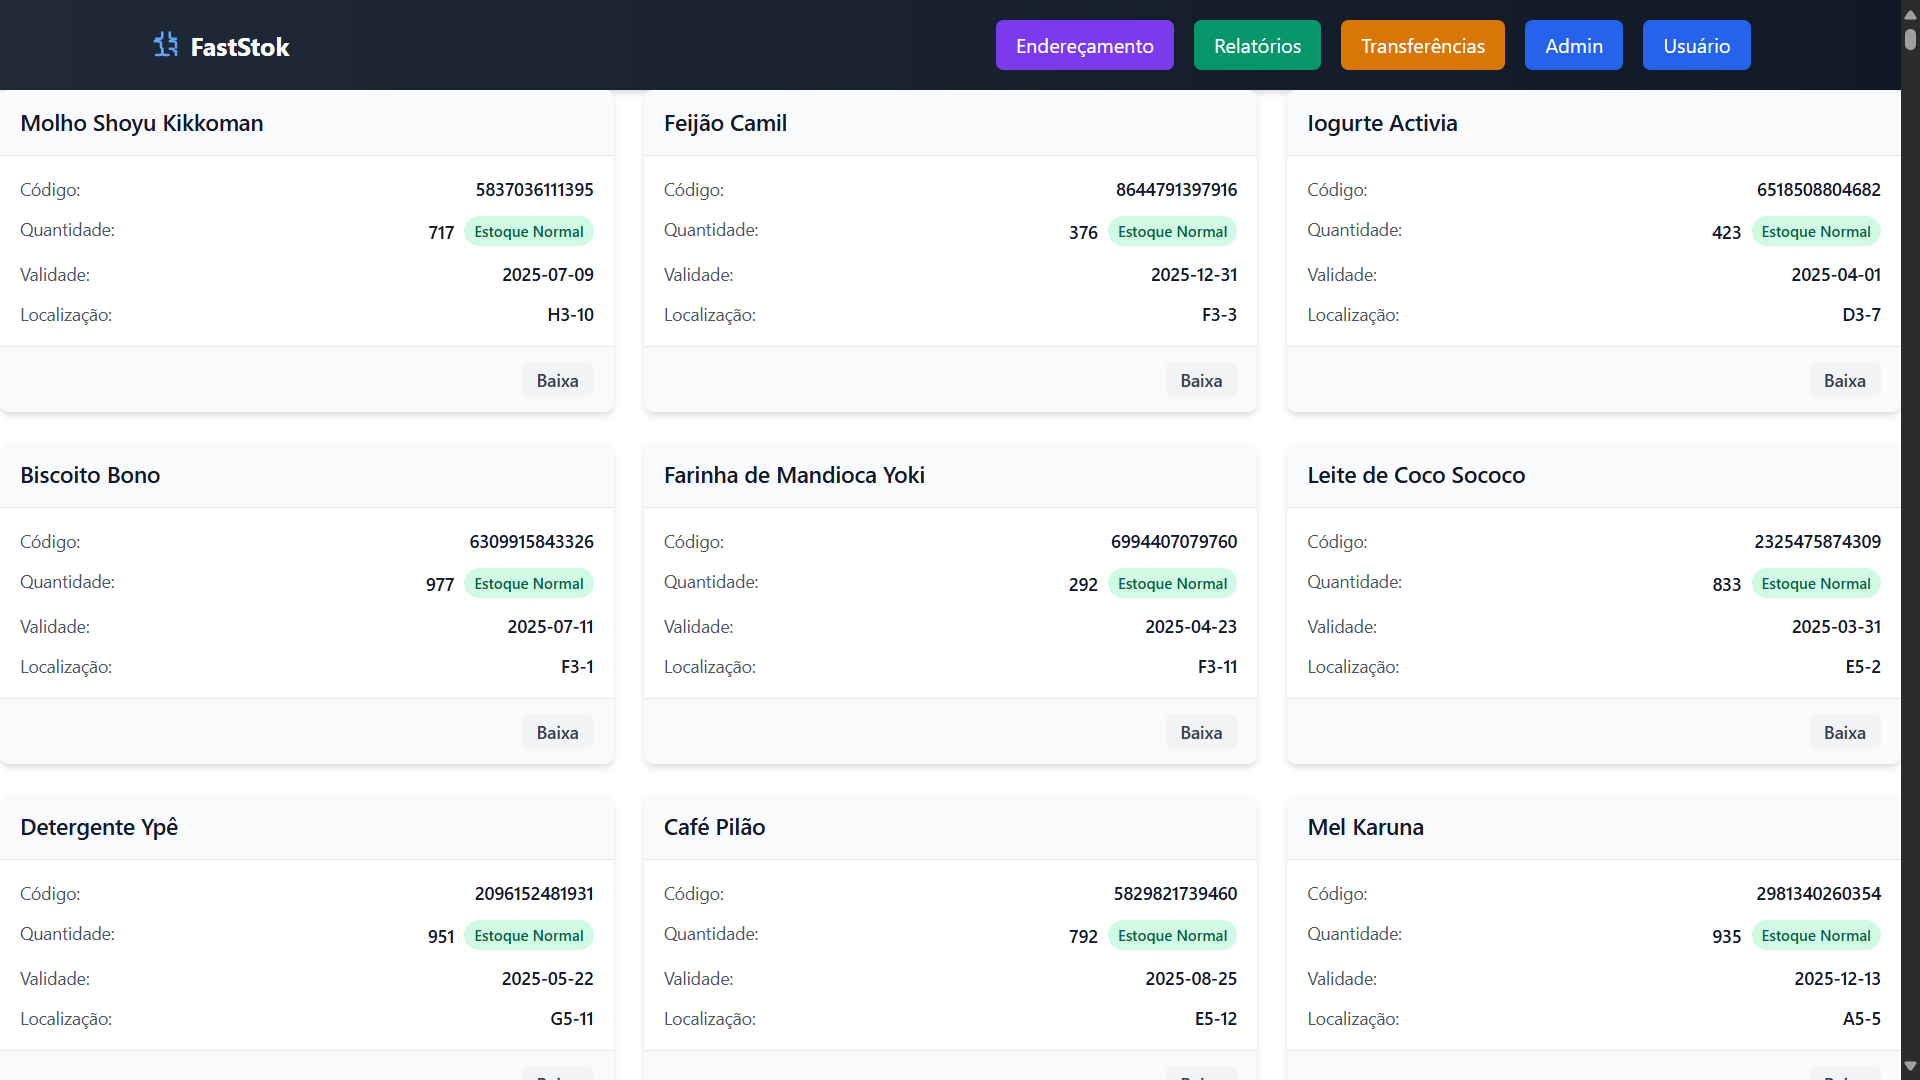 FastStok
Endereçamento
Relatórios
Transferências
Admin
Usuário
Molho Shoyu Kikkoman
Código: 5837036111395
Quantidade: 717 Estoque Normal
Validade: 2025-07-09
Localização: H3-10
Baixa
Feijão Camil
Código: 8644791397916
Quantidade: 376 Estoque Normal
Validade: 2025-12-31
Localização: F3-3
Baixa
Iogurte Activia
Código: 6518508804682
Quantidade: 423 Estoque Normal
Validade: 2025-04-01
Localização: D3-7
Baixa
Biscoito Bono
Código: 6309915843326
Quantidade: 977 Estoque Normal
Validade: 2025-07-11
Localização: F3-1
Baixa
Farinha de Mandioca Yoki
Código: 6994407079760
Quantidade: 292 Estoque Normal
Validade: 2025-04-23
Localização: F3-11
Baixa
Leite de Coco Sococo
Código: 2325475874309
Quantidade: 833 Estoque Normal
Validade: 2025-03-31
Localização: E5-2
Baixa
Detergente Ypê
Código: 2096152481931
Quantidade: 951 Estoque Normal
Validade: 2025-05-22
Localização: G5-11
Café Pilão
Código: 5829821739460
Quantidade: 792 Estoque Normal
Validade: 2025-08-25
Localização: E5-12
Mel Karuna
Código: 2981340260354
Quantidade: 935 Estoque Normal
Validade: 2025-12-13
Localização: A5-5